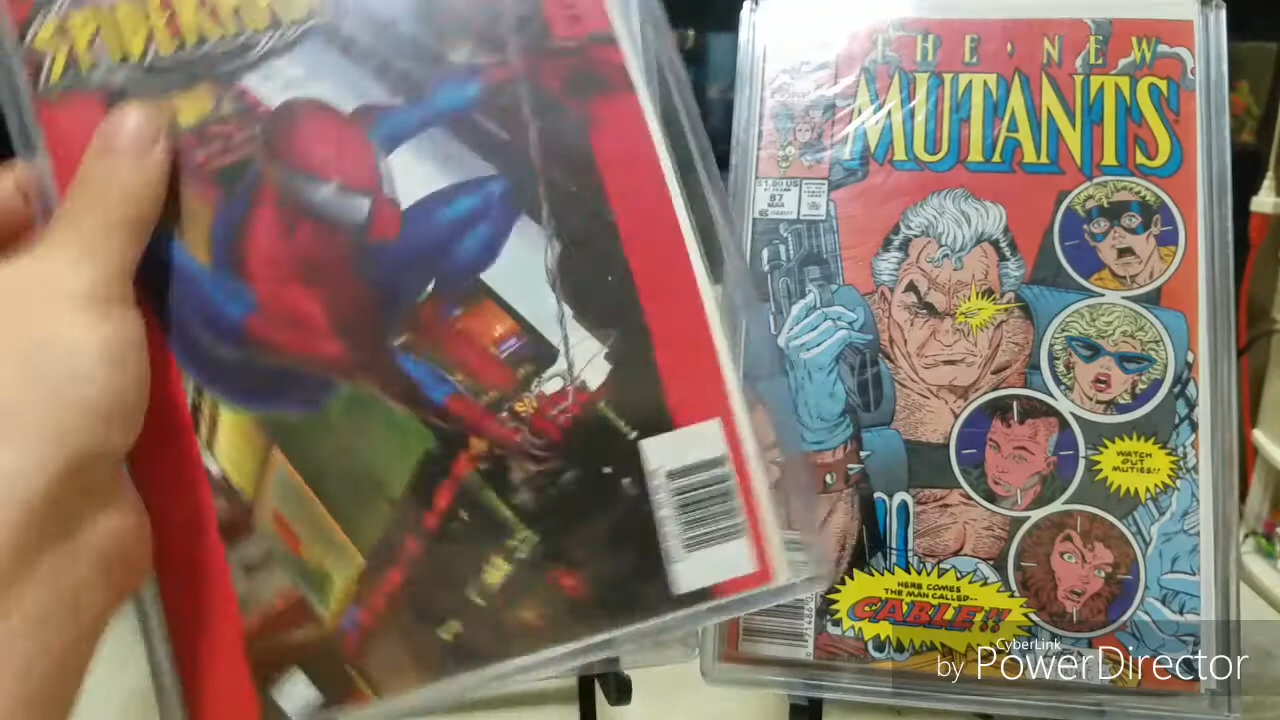 THE NEW
MUTANTS
$1.00 US
87
MAR
WATCH
OUT
MUTIES!!
HERE COMES
THE MAN CALLED--
CABLE!!
CyberLink
by PowerDirector